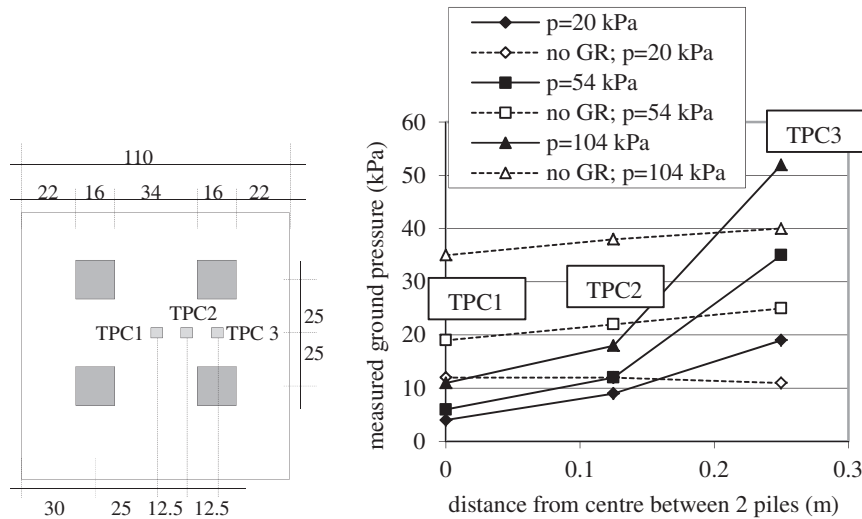 110
22 16 34 16 22
TPC1
TPC2
TPC 3
25
25
30 25 12.5 12.5
p=20 kPa
no GR; p=20 kPa
p=54 kPa
no GR; p=54 kPa
p=104 kPa
no GR; p=104 kPa
measured ground pressure (kPa)
60
50
40
30
20
10
0
TPC1
TPC2
TPC3
0 0.1 0.2 0.3
distance from centre between 2 piles (m)